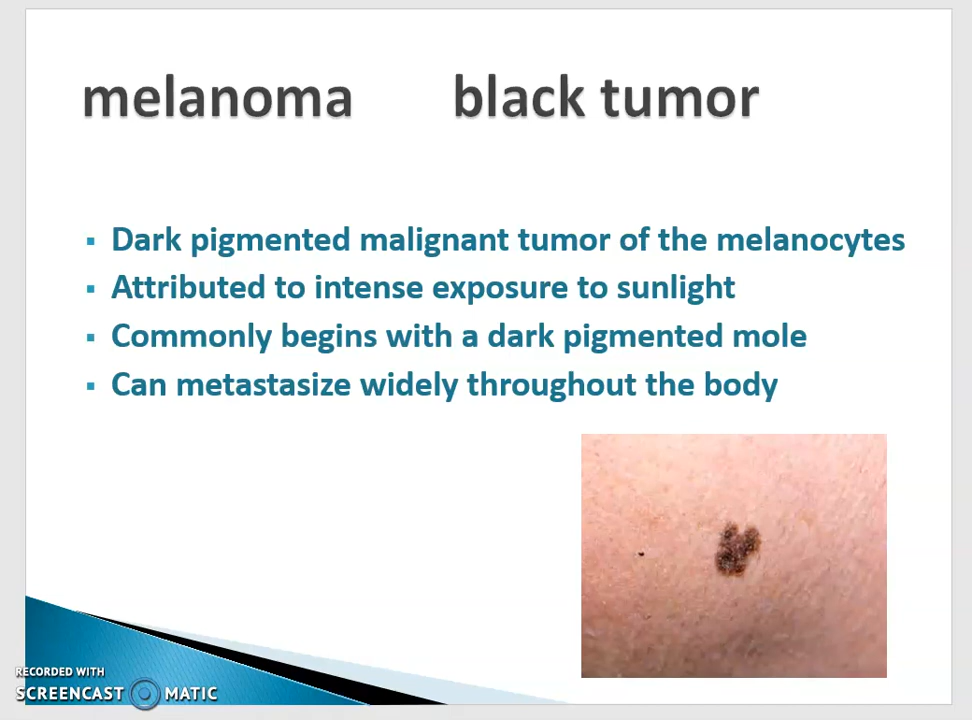 melanoma black tumor
Dark pigmented malignant tumor of the melanocytes
Attributed to intense exposure to sunlight
Commonly begins with a dark pigmented mole
Can metastasize widely throughout the body
RECORDED WITH
SCREENCAST MATIC